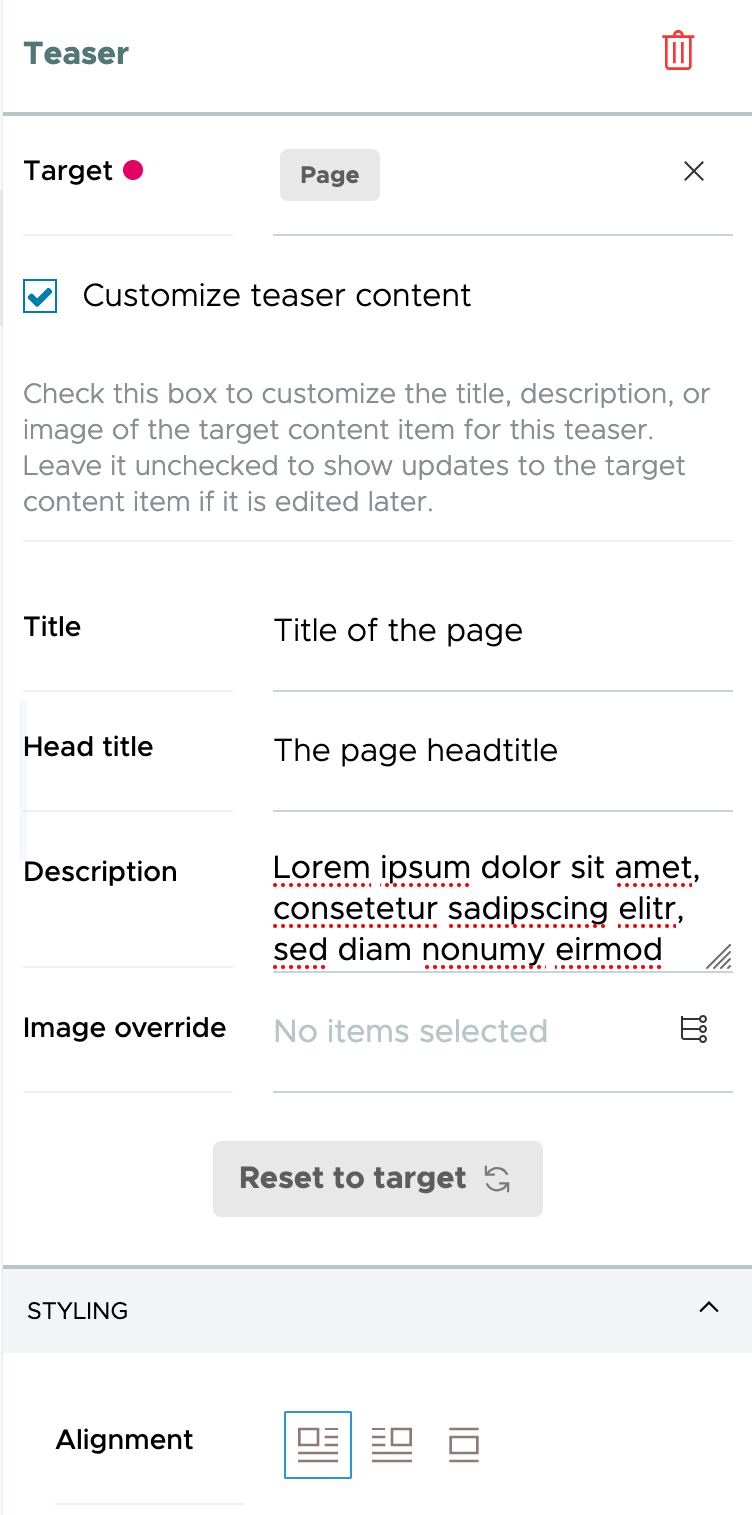 Teaser
Target
Page
Customize teaser content
Check this box to customize the title, description, or
image of the target content item for this teaser.
Leave it unchecked to show updates to the target
content item if it is edited later.
Title
Title of the page
Head title
The page headtitle
Description
Lorem ipsum dolor sit amet,
consetetur sadipscing elitr,
sed diam nonumy eirmod
Image override
No items selected
Reset to target
STYLING
Alignment